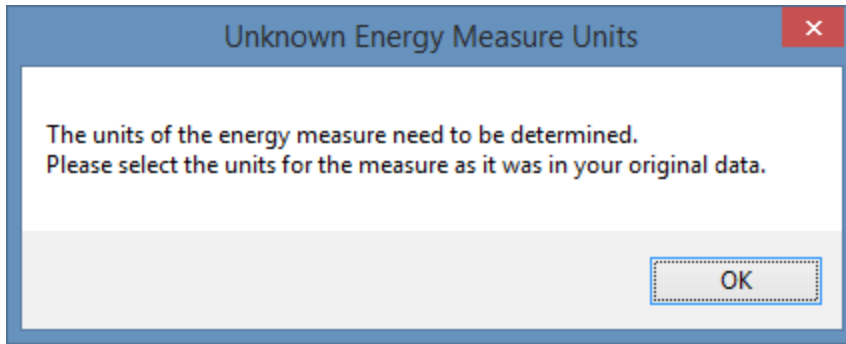 Unknown Energy Measure Units
The units of the energy measure need to be determined.
Please select the units for the measure as it was in your original data.
OK